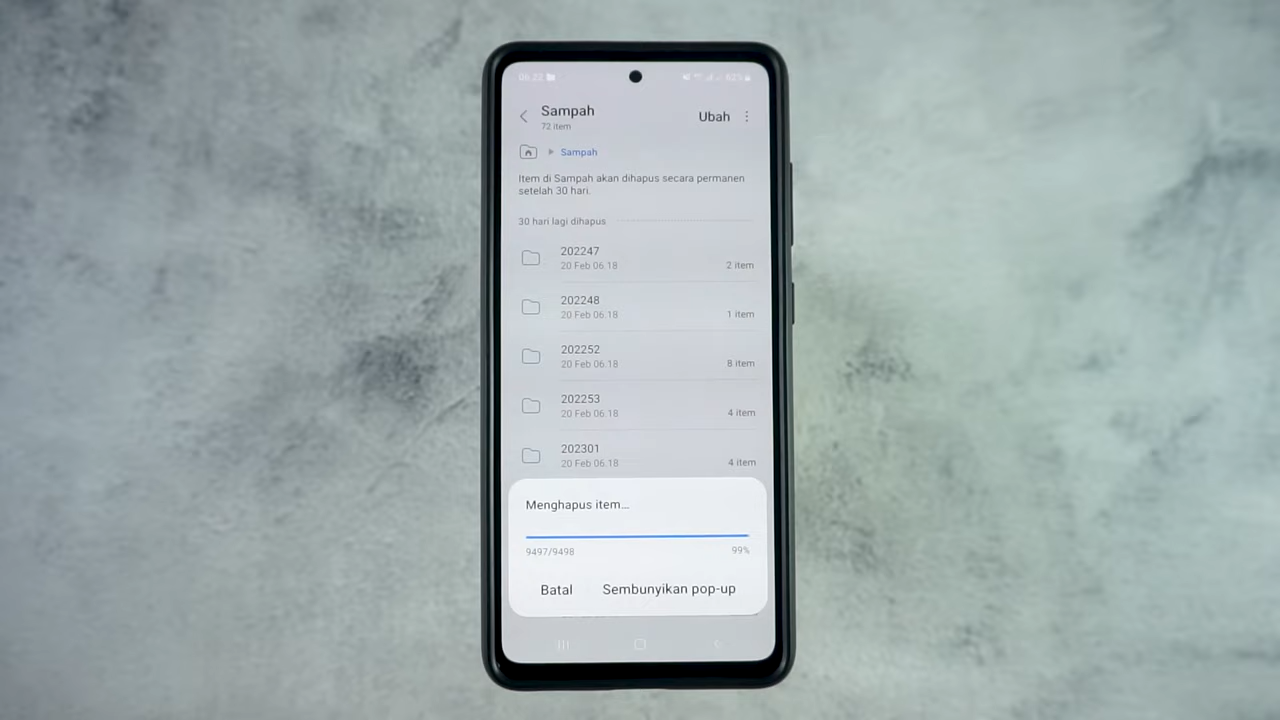 06.22
62%
Sampah
72 item
Ubah
Sampah
Item di Sampah akan dihapus secara permanen
setelah 30 hari.
30 hari lagi dihapus
202247
20 Feb 06.18
2 item
202248
20 Feb 06.18
1 item
202252
20 Feb 06.18
8 item
202253
20 Feb 06.18
4 item
202301
20 Feb 06.18
4 item
Menghapus item...
9497/9498
99%
Batal
Sembunyikan pop-up